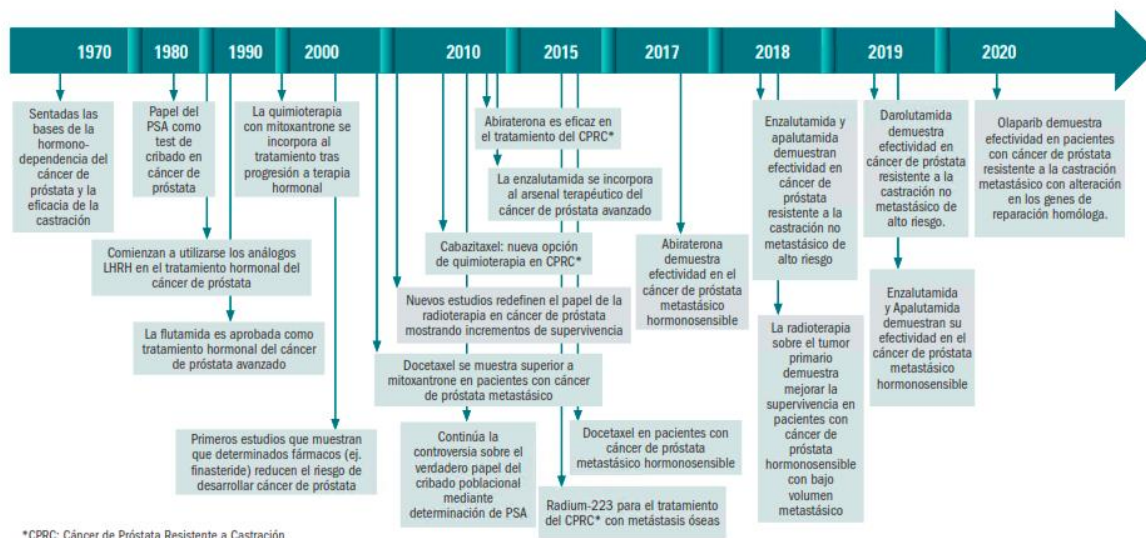 1970
1980
1990
2000
2010
2015
2017
2018
2019
2020
Sentadas las
bases de la
hormono-
dependencia del
cáncer de
próstata y la
eficacia de la
castración
Papel del
PSA como
test de
cribado en
cáncer de
próstata
La quimioterapia
con mitoxantrone se
incorpora al
tratamiento tras
progresión a terapia
hormonal
Abiraterona es eficaz en
el tratamiento del CPRC*
La enzalutamida se incorpora
al arsenal terapéutico del
cáncer de próstata avanzado
Enzalutamida y
apalutamida
demuestran
efectividad en
cáncer de
próstata
resistente a la
castración no
metastásico de
alto riesgo
Darolutamida
demuestra
efectividad en
cáncer de próstata
resistente a la
castración no
metastásico de
alto riesgo.
Olaparib demuestra
efectividad en pacientes
con cáncer de próstata
resistente a la castración
metastásico con alteración
en los genes de
reparación homóloga.
Comienzan a utilizarse los análogos
LHRH en el tratamiento hormonal del
cáncer de próstata
Cabazitaxel: nueva opción
de quimioterapia en CPRC*
Abiraterona
demuestra
efectividad en el
cáncer de próstata
metastásico
hormonosensible
Nuevos estudios redefinen el papel de la
radioterapia en cáncer de próstata
mostrando incrementos de supervivencia
La flutamida es aprobada como
tratamiento hormonal del cáncer
de próstata avanzado
Docetaxel se muestra superior a
mitoxantrone en pacientes con cáncer
de próstata metastásico
La radioterapia
sobre el tumor
primario
demuestra
mejorar la
supervivencia en
pacientes con
cáncer de
próstata
hormonosensible
con bajo
volumen
metastásico
Enzalutamida
y Apalutamida
demuestran su
efectividad en el
cáncer de próstata
metastásico
hormonosensible
Primeros estudios que muestran
que determinados fármacos (ej.
finasteride) reducen el riesgo de
desarrollar cáncer de próstata
Continúa la
controversia sobre el
verdadero papel del
cribado poblacional
mediante
determinación de PSA
Docetaxel en pacientes con
cáncer de próstata
metastásico hormonosensible
Radium-223 para el tratamiento
del CPRC* con metástasis óseas
*CPRC: Cáncer de Próstata Resistente a Castración